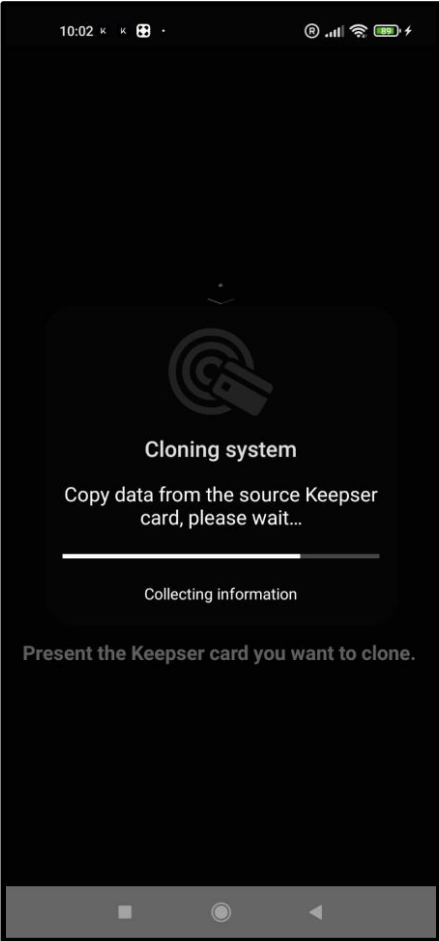 10:02 K K
R 89
Cloning system
Copy data from the source Keepser
card, please wait...
Collecting information
Present the Keepser card you want to clone.